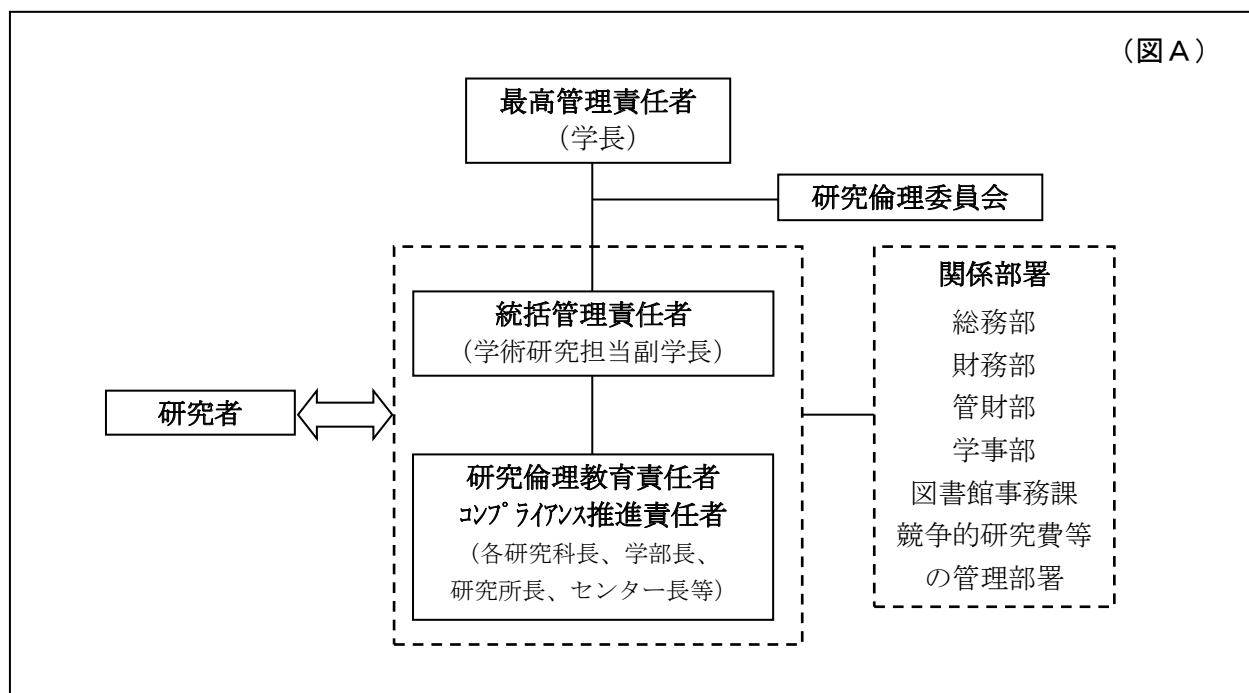 （図Ａ）
最高管理責任者
（学長）
研究倫理委員会
統括管理責任者
（学術研究担当副学長）
研究者
研究倫理教育責任者
ｺﾝﾌﾟﾗｲｱﾝｽ推進責任者
（各研究科長、学部長、
研究所長、センター長等）
関係部署
総務部
財務部
管財部
学事部
図書館事務課
競争的研究費等
の管理部署